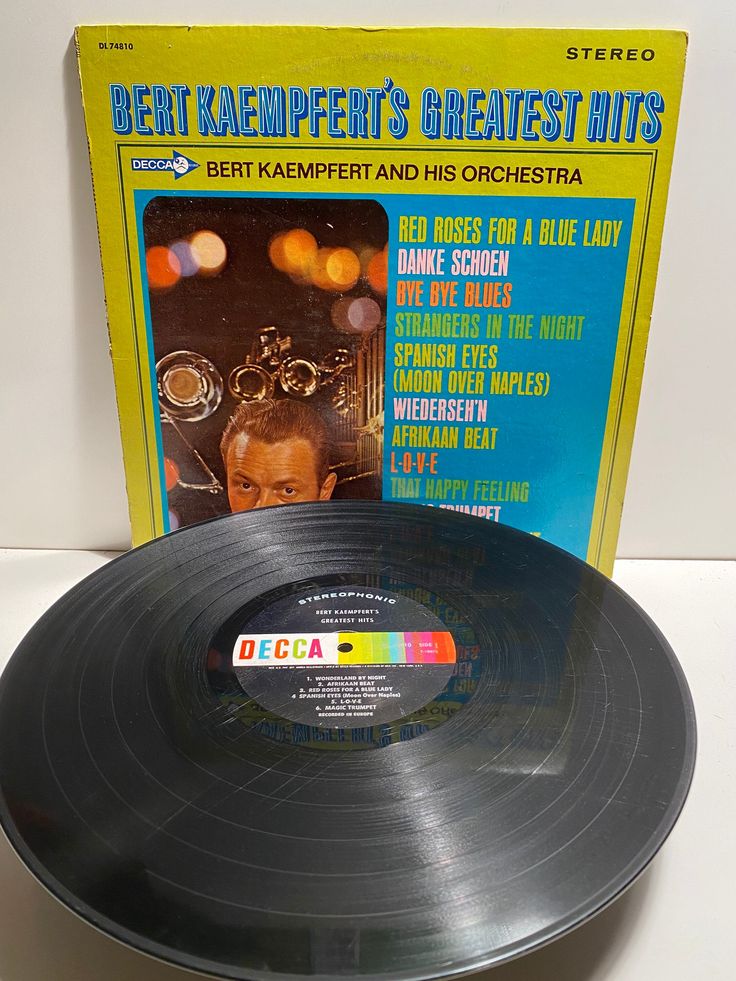 DL 74810
STEREO
BERT KAEMPFERT'S GREATEST HITS
DECCA
BERT KAEMPFERT AND HIS ORCHESTRA
RED ROSES FOR A BLUE LADY
DANKE SCHOEN
BYE BYE BLUES
STRANGERS IN THE NIGHT
SPANISH EYES
(MOON OVER NAPLES)
WIEDERSEH'N
AFRIKAAN BEAT
L-O-V-E
THAT HAPPY FEELING
TRUMPET
STEREOPHONIC
BERT KAEMPFERT'S
GREATEST HITS
DECCA
SIDE
1. WONDERLAND BY NIGHT
2. AFRIKAAN BEAT
3. RED ROSES FOR A BLUE LADY
4 SPANISH EYES (Moon Over Naples)
5. L-O-V-E
6. MAGIC TRUMPET
RECORDED IN EUROPE